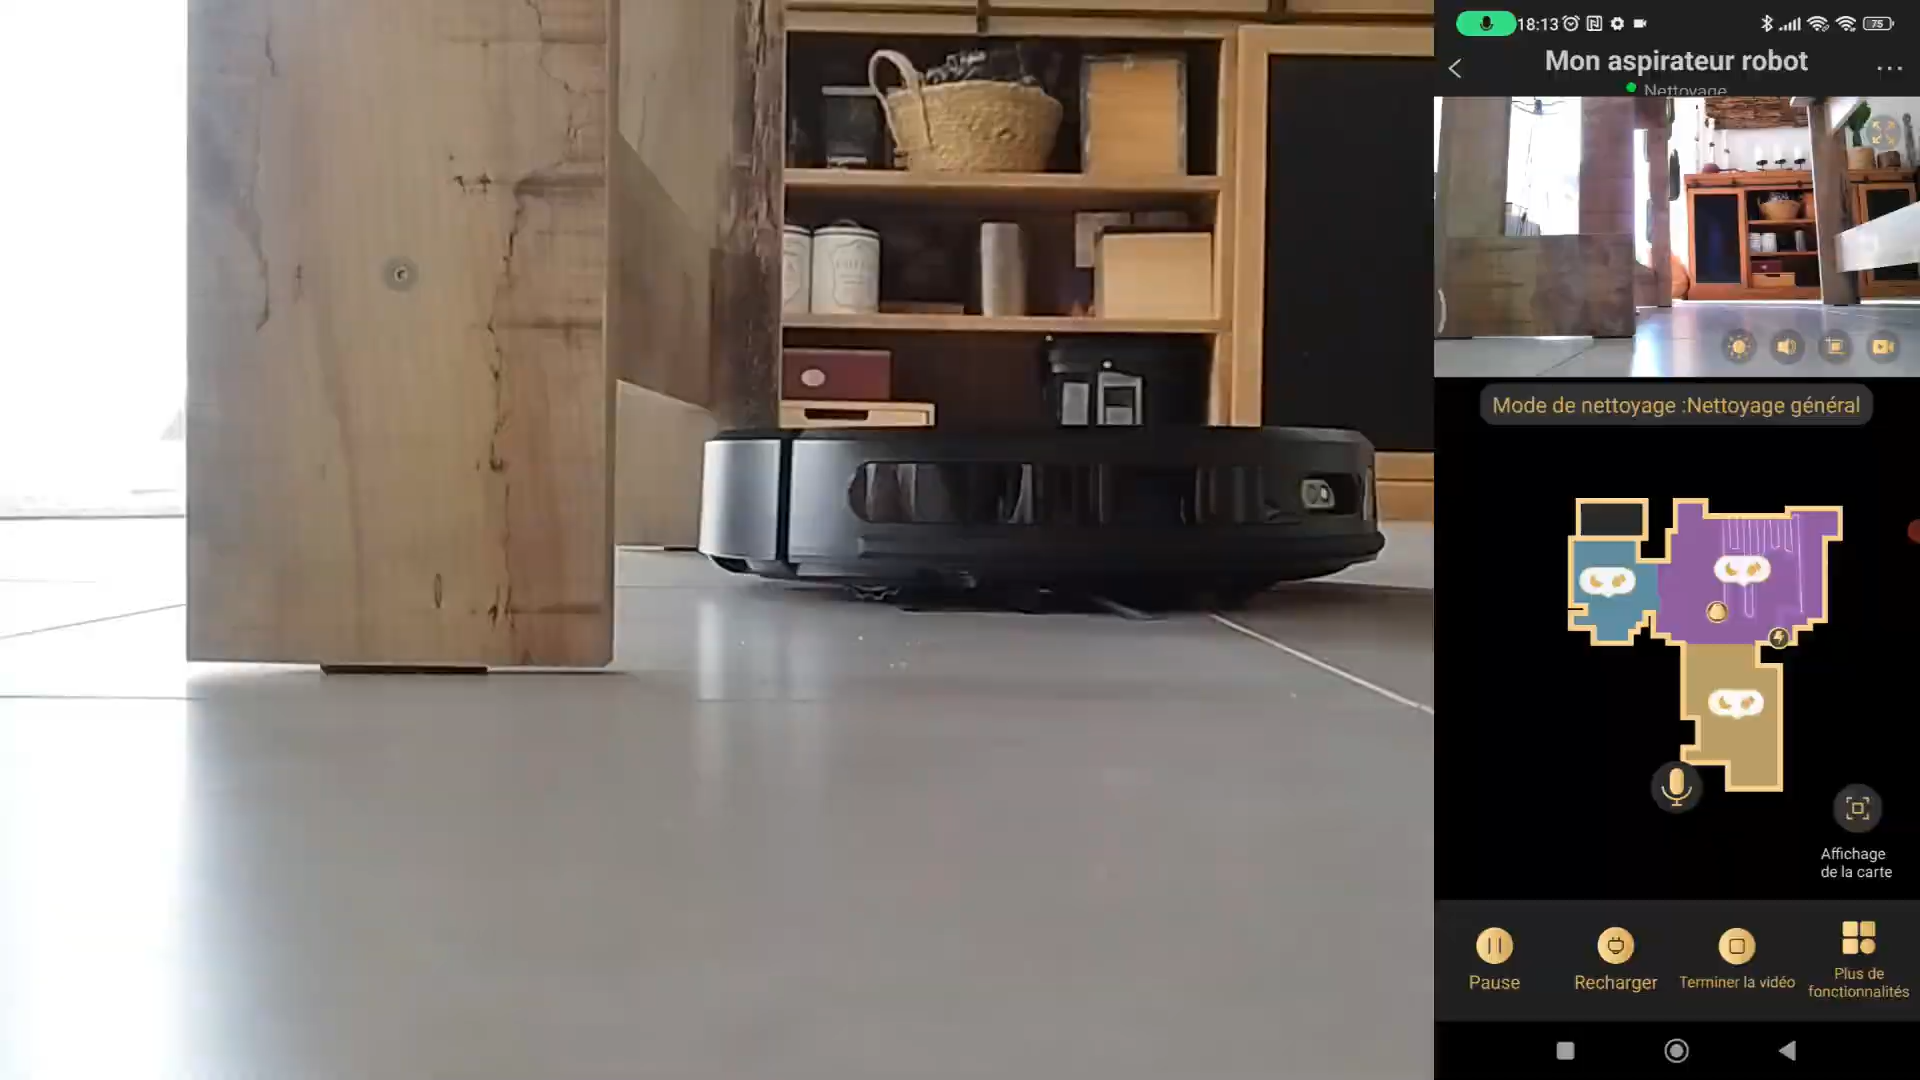 18:13
75
Mon aspirateur robot
Nettoyage
Mode de nettoyage :Nettoyage général
Affichage
de la carte
Pause
Recharger
Terminer la vidéo
Plus de
fonctionnalités